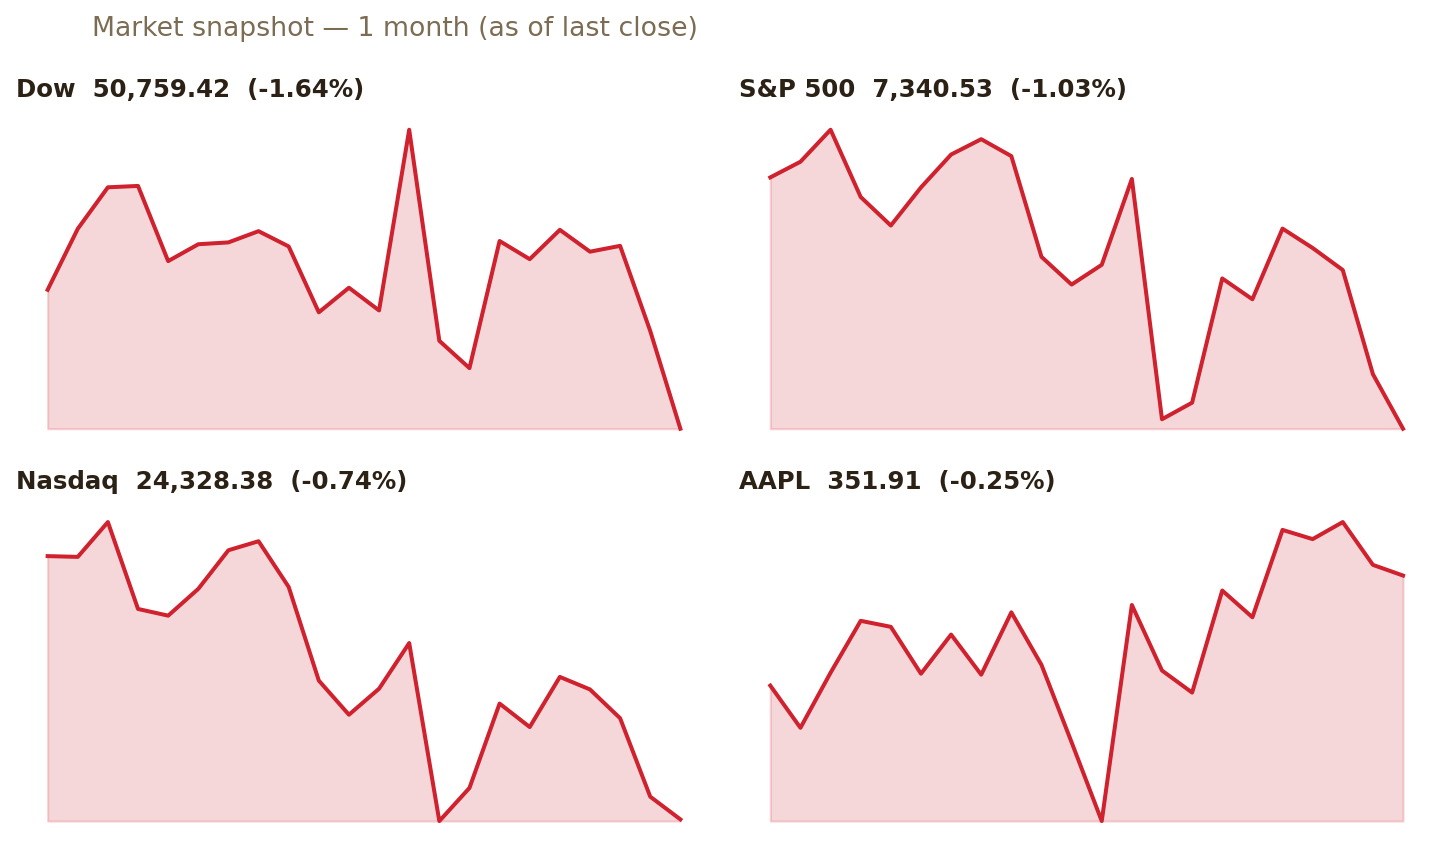 Market snapshot — 1 month (as of last close)
Dow  50,759.42  (-1.64%)
S&P 500  7,340.53  (-1.03%)
Nasdaq  24,328.38  (-0.74%)
AAPL  351.91  (-0.25%)